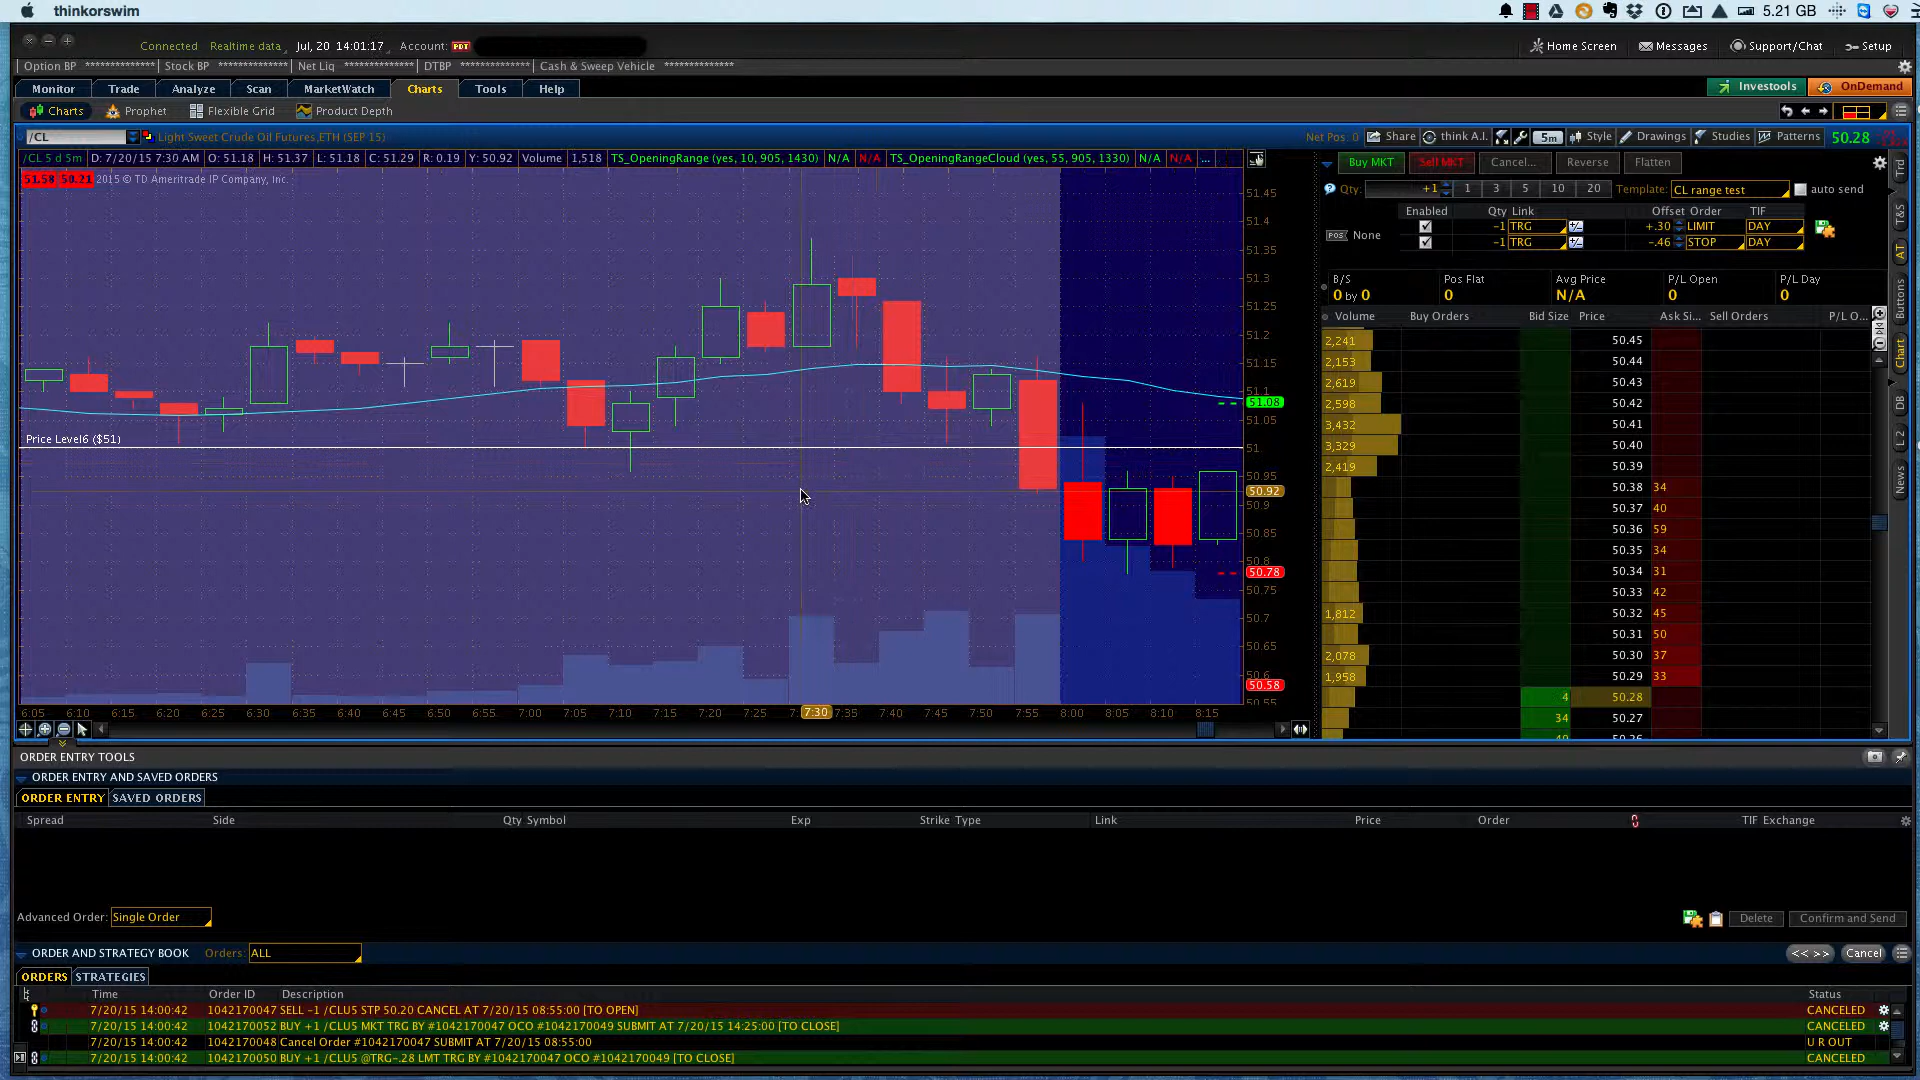 thinkorswim
5.21 GB
Connected Realtime data Jul, 20 14:01:17 Account: PDT
Home Screen Messages Support/Chat Setup
Option BP ************** Stock BP ************** Net Liq ************** DTBP ************** Cash & Sweep Vehicle **************
Monitor Trade Analyze Scan MarketWatch Charts Tools Help
Investools OnDemand
Charts Prophet Flexible Grid Product Depth
/CL Light Sweet Crude Oil Futures,ETH (SEP 15)
Net Pos: 0 Share think A.I. 5m Style Drawings Studies Patterns 50.28
/CL 5 d 5m D: 7/20/15 7:30 AM O: 51.18 H: 51.37 L: 51.18 C: 51.29 R: 0.19 Y: 50.92 Volume 1,518 TS_OpeningRange (yes, 10, 905, 1430) N/A N/A TS_OpeningRangeCloud (yes, 55, 905, 1330) N/A N/A ...
51.58 50.21 2015 © TD Ameritrade IP Company, Inc.
Price Level6 ($51)
51.45
51.4
51.35
51.3
51.25
51.2
51.15
51.1
51.08
51.05
51
50.95
50.92
50.9
50.85
50.8
50.78
50.75
50.7
50.65
50.6
50.58
50.55
6:05 6:10 6:15 6:20 6:25 6:30 6:35 6:40 6:45 6:50 6:55 7:00 7:05 7:10 7:15 7:20 7:25 7:30 7:35 7:40 7:45 7:50 7:55 8:00 8:05 8:10 8:15
Buy MKT Sell MKT Cancel... Reverse Flatten
Qty: +1 1 3 5 10 20 Template: CL range test auto send
Enabled Qty Link Offset Order TIF
-1 TRG +.30 LIMIT DAY
POS None
-1 TRG -.46 STOP DAY
B/S Pos Flat Avg Price P/L Open P/L Day
0 by 0 0 N/A 0 0
Volume Buy Orders Bid Size Price Ask Si... Sell Orders P/L O...
2,241 50.45
2,153 50.44
2,619 50.43
2,598 50.42
3,432 50.41
3,329 50.40
2,419 50.39
50.38 34
50.37 40
50.36 59
50.35 34
50.34 31
50.33 42
1,812 50.32 45
50.31 50
2,078 50.30 37
1,958 50.29 33
4 50.28
34 50.27
50.26
Trd
T&S
AT
Buttons
Chart
DB
L 2
News
ORDER ENTRY TOOLS
ORDER ENTRY AND SAVED ORDERS
ORDER ENTRY SAVED ORDERS
Spread Side Qty Symbol Exp Strike Type Link Price Order TIF Exchange
Advanced Order: Single Order
Delete Confirm and Send
ORDER AND STRATEGY BOOK Orders: ALL
<< >> Cancel
ORDERS STRATEGIES
Time Order ID Description Status
7/20/15 14:00:42 1042170047 SELL -1 /CLU5 STP 50.20 CANCEL AT 7/20/15 08:55:00 [TO OPEN] CANCELED
7/20/15 14:00:42 1042170052 BUY +1 /CLU5 MKT TRG BY #1042170047 OCO #1042170049 SUBMIT AT 7/20/15 14:25:00 [TO CLOSE] CANCELED
7/20/15 14:00:42 1042170048 Cancel Order #1042170047 SUBMIT AT 7/20/15 08:55:00 U R OUT
7/20/15 14:00:42 1042170050 BUY +1 /CLU5 @TRG-.28 LMT TRG BY #1042170047 OCO #1042170049 [TO CLOSE] CANCELED